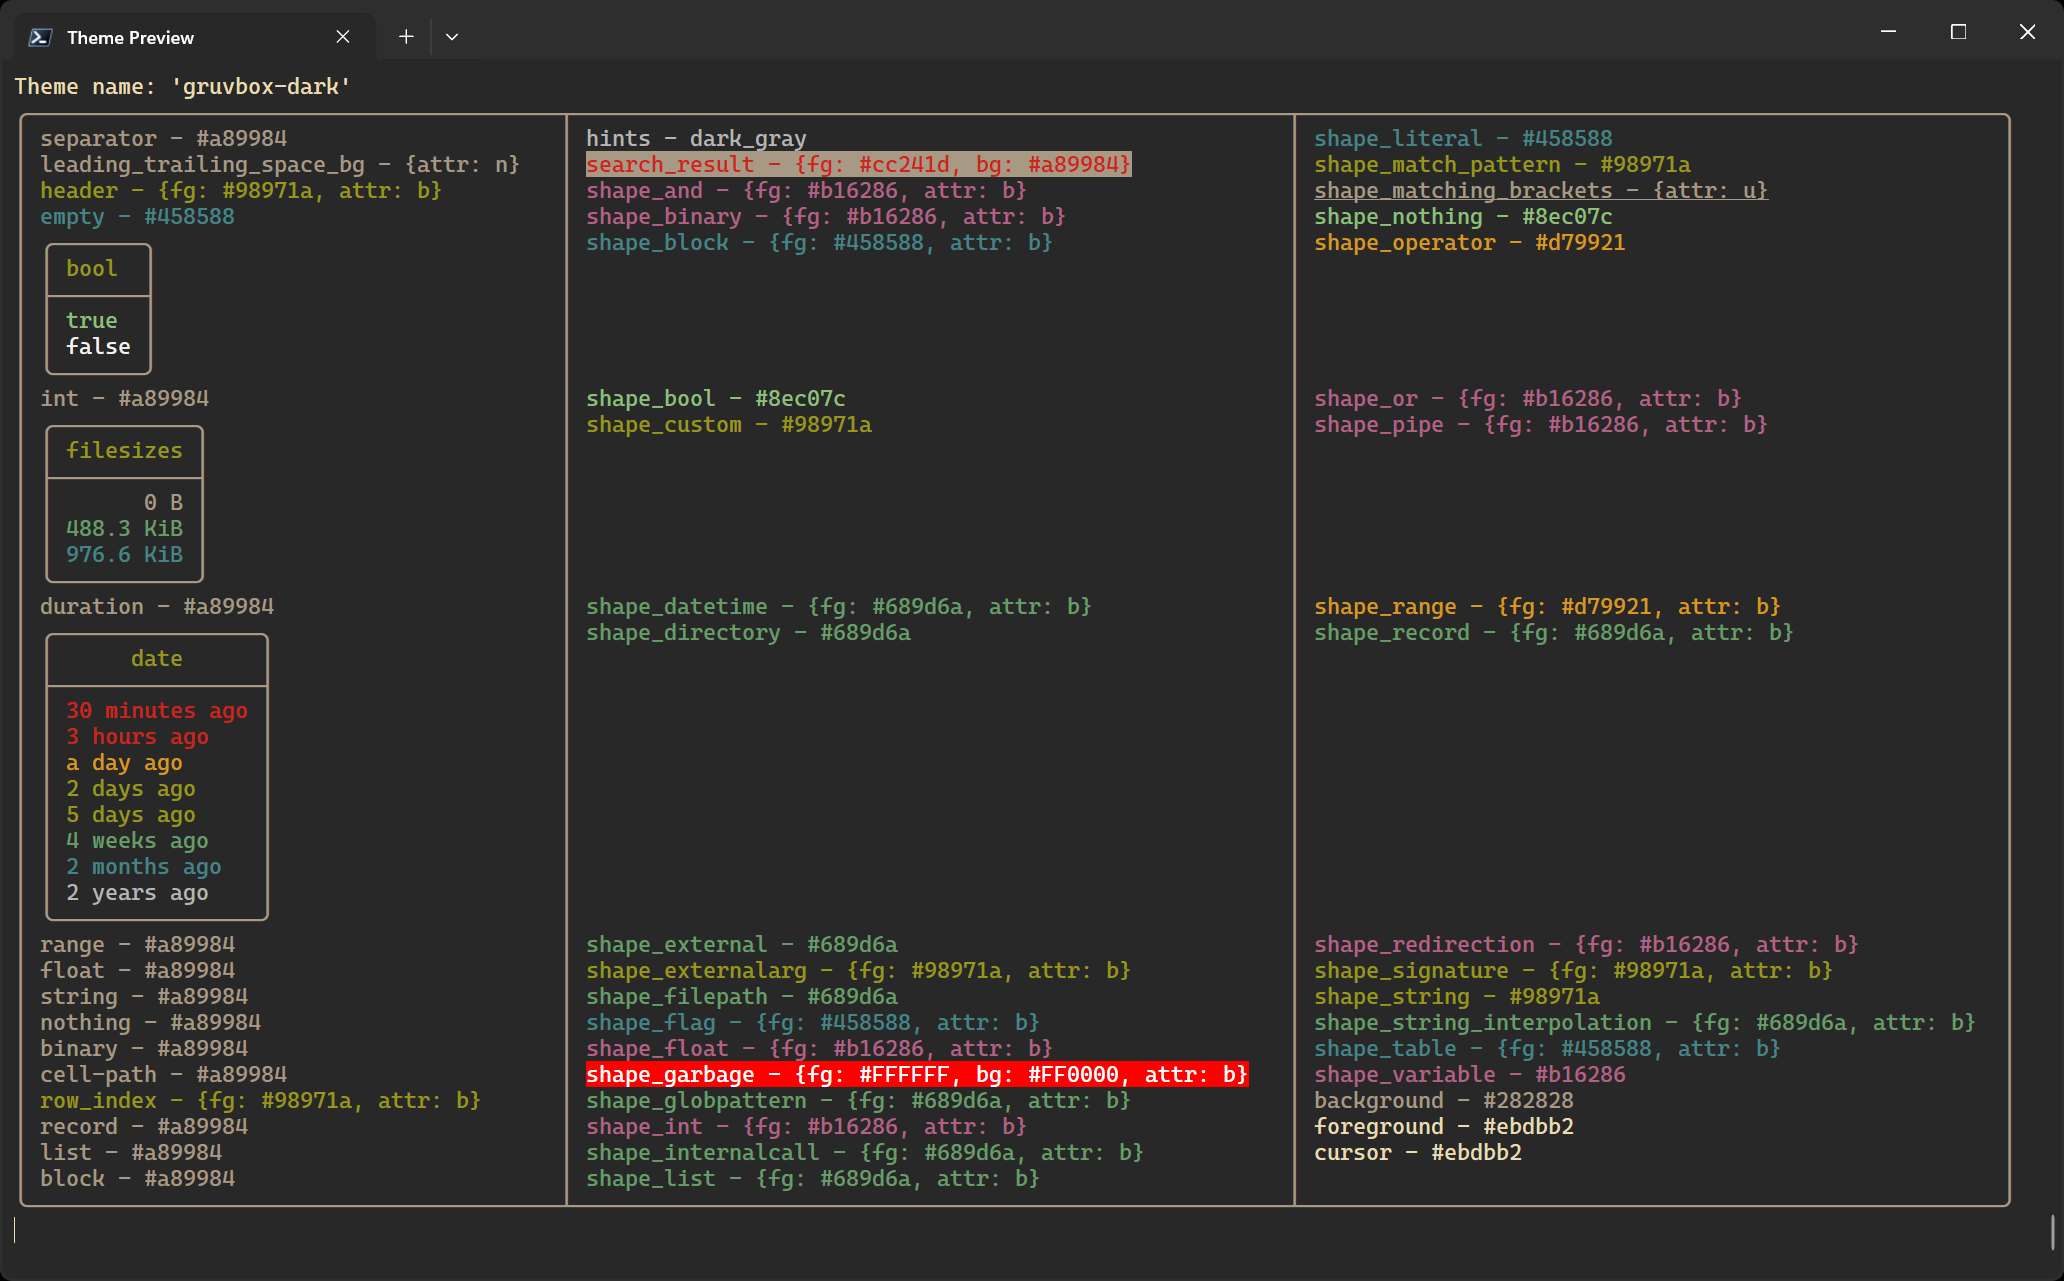 Theme Preview
Theme name: 'gruvbox-dark'
separator - #a89984
leading_trailing_space_bg - {attr: n}
header - {fg: #98971a, attr: b}
empty - #458588
bool
true
false
int - #a89984
filesizes
0 B
488.3 KiB
976.6 KiB
duration - #a89984
date
30 minutes ago
3 hours ago
a day ago
2 days ago
5 days ago
4 weeks ago
2 months ago
2 years ago
range - #a89984
float - #a89984
string - #a89984
nothing - #a89984
binary - #a89984
cell-path - #a89984
row_index - {fg: #98971a, attr: b}
record - #a89984
list - #a89984
block - #a89984
hints - dark_gray
search_result - {fg: #cc241d, bg: #a89984}
shape_and - {fg: #b16286, attr: b}
shape_binary - {fg: #b16286, attr: b}
shape_block - {fg: #458588, attr: b}
shape_bool - #8ec07c
shape_custom - #98971a
shape_datetime - {fg: #689d6a, attr: b}
shape_directory - #689d6a
shape_external - #689d6a
shape_externalarg - {fg: #98971a, attr: b}
shape_filepath - #689d6a
shape_flag - {fg: #458588, attr: b}
shape_float - {fg: #b16286, attr: b}
shape_garbage - {fg: #FFFFFF, bg: #FF0000, attr: b}
shape_globpattern - {fg: #689d6a, attr: b}
shape_int - {fg: #b16286, attr: b}
shape_internalcall - {fg: #689d6a, attr: b}
shape_list - {fg: #689d6a, attr: b}
shape_literal - #458588
shape_match_pattern - #98971a
shape_matching_brackets - {attr: u}
shape_nothing - #8ec07c
shape_operator - #d79921
shape_or - {fg: #b16286, attr: b}
shape_pipe - {fg: #b16286, attr: b}
shape_range - {fg: #d79921, attr: b}
shape_record - {fg: #689d6a, attr: b}
shape_redirection - {fg: #b16286, attr: b}
shape_signature - {fg: #98971a, attr: b}
shape_string - #98971a
shape_string_interpolation - {fg: #689d6a, attr: b}
shape_table - {fg: #458588, attr: b}
shape_variable - #b16286
background - #282828
foreground - #ebdbb2
cursor - #ebdbb2